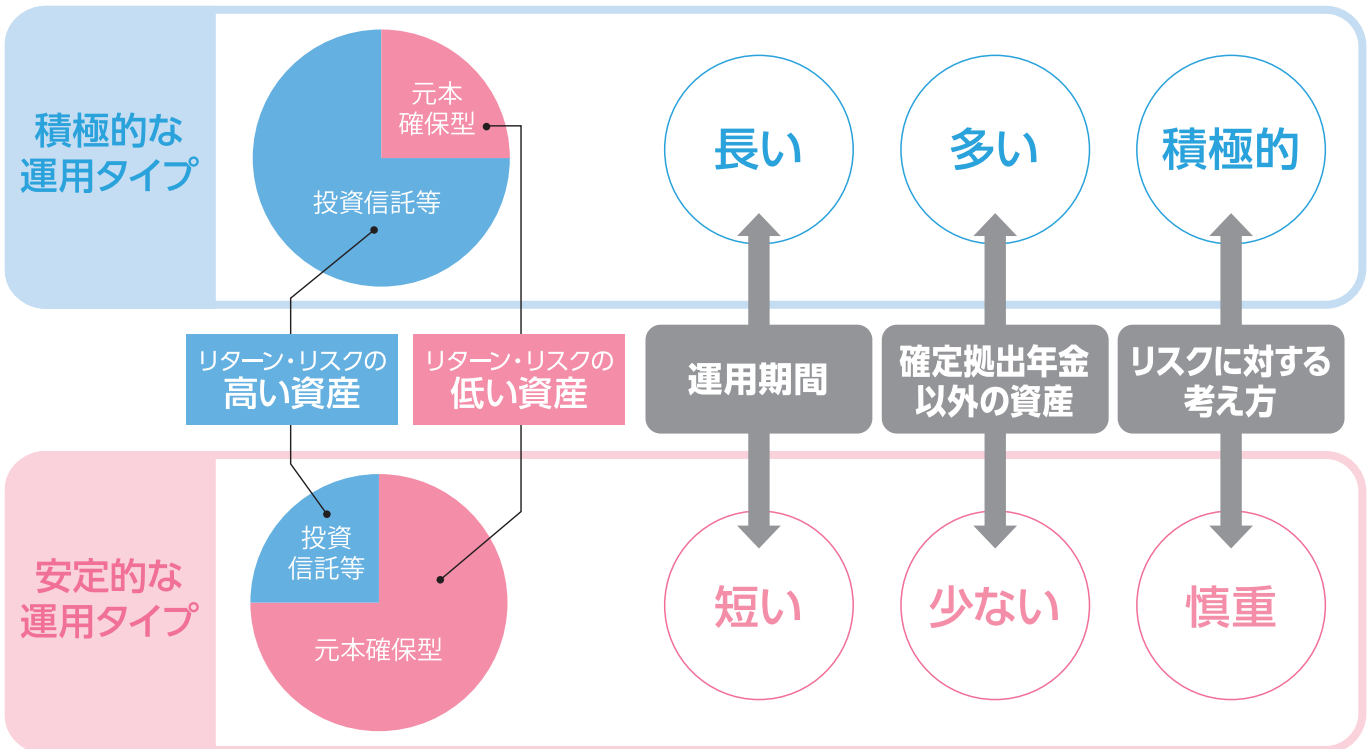 積極的な
運用タイプ
元本
確保型
投資信託等
長い
多い
積極的
リターン・リスクの
高い資産
リターン・リスクの
低い資産
運用期間
確定拠出年金
以外の資産
リスクに対する
考え方
安定的な
運用タイプ
投資
信託等
元本確保型
短い
少ない
慎重